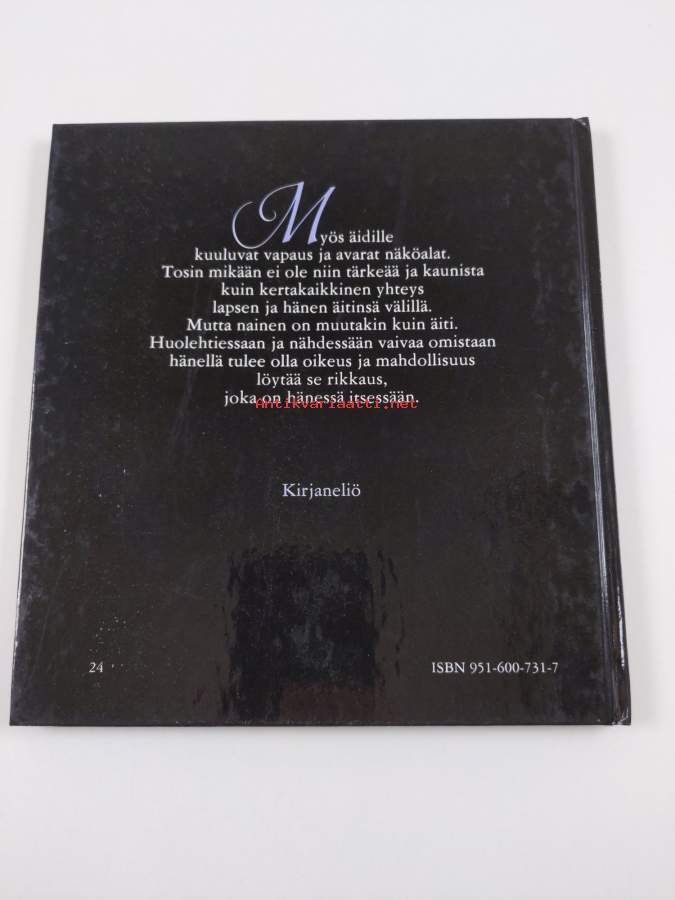 Myös äidille
kuuluvat vapaus ja avarat näköalat.
Tosin mikään ei ole niin tärkeää ja kaunista
kuin kertakaikkinen yhteys
lapsen ja hänen äitinsä välillä.
Mutta nainen on muutakin kuin äiti.
Huolehtiessaan ja nähdessään vaivaa omistaan
hänellä tulee olla oikeus ja mahdollisuus
löytää se rikkaus,
joka on hänessä itsessään.
Antikvariaatti.net
Kirjaneliö
24
ISBN 951-600-731-7